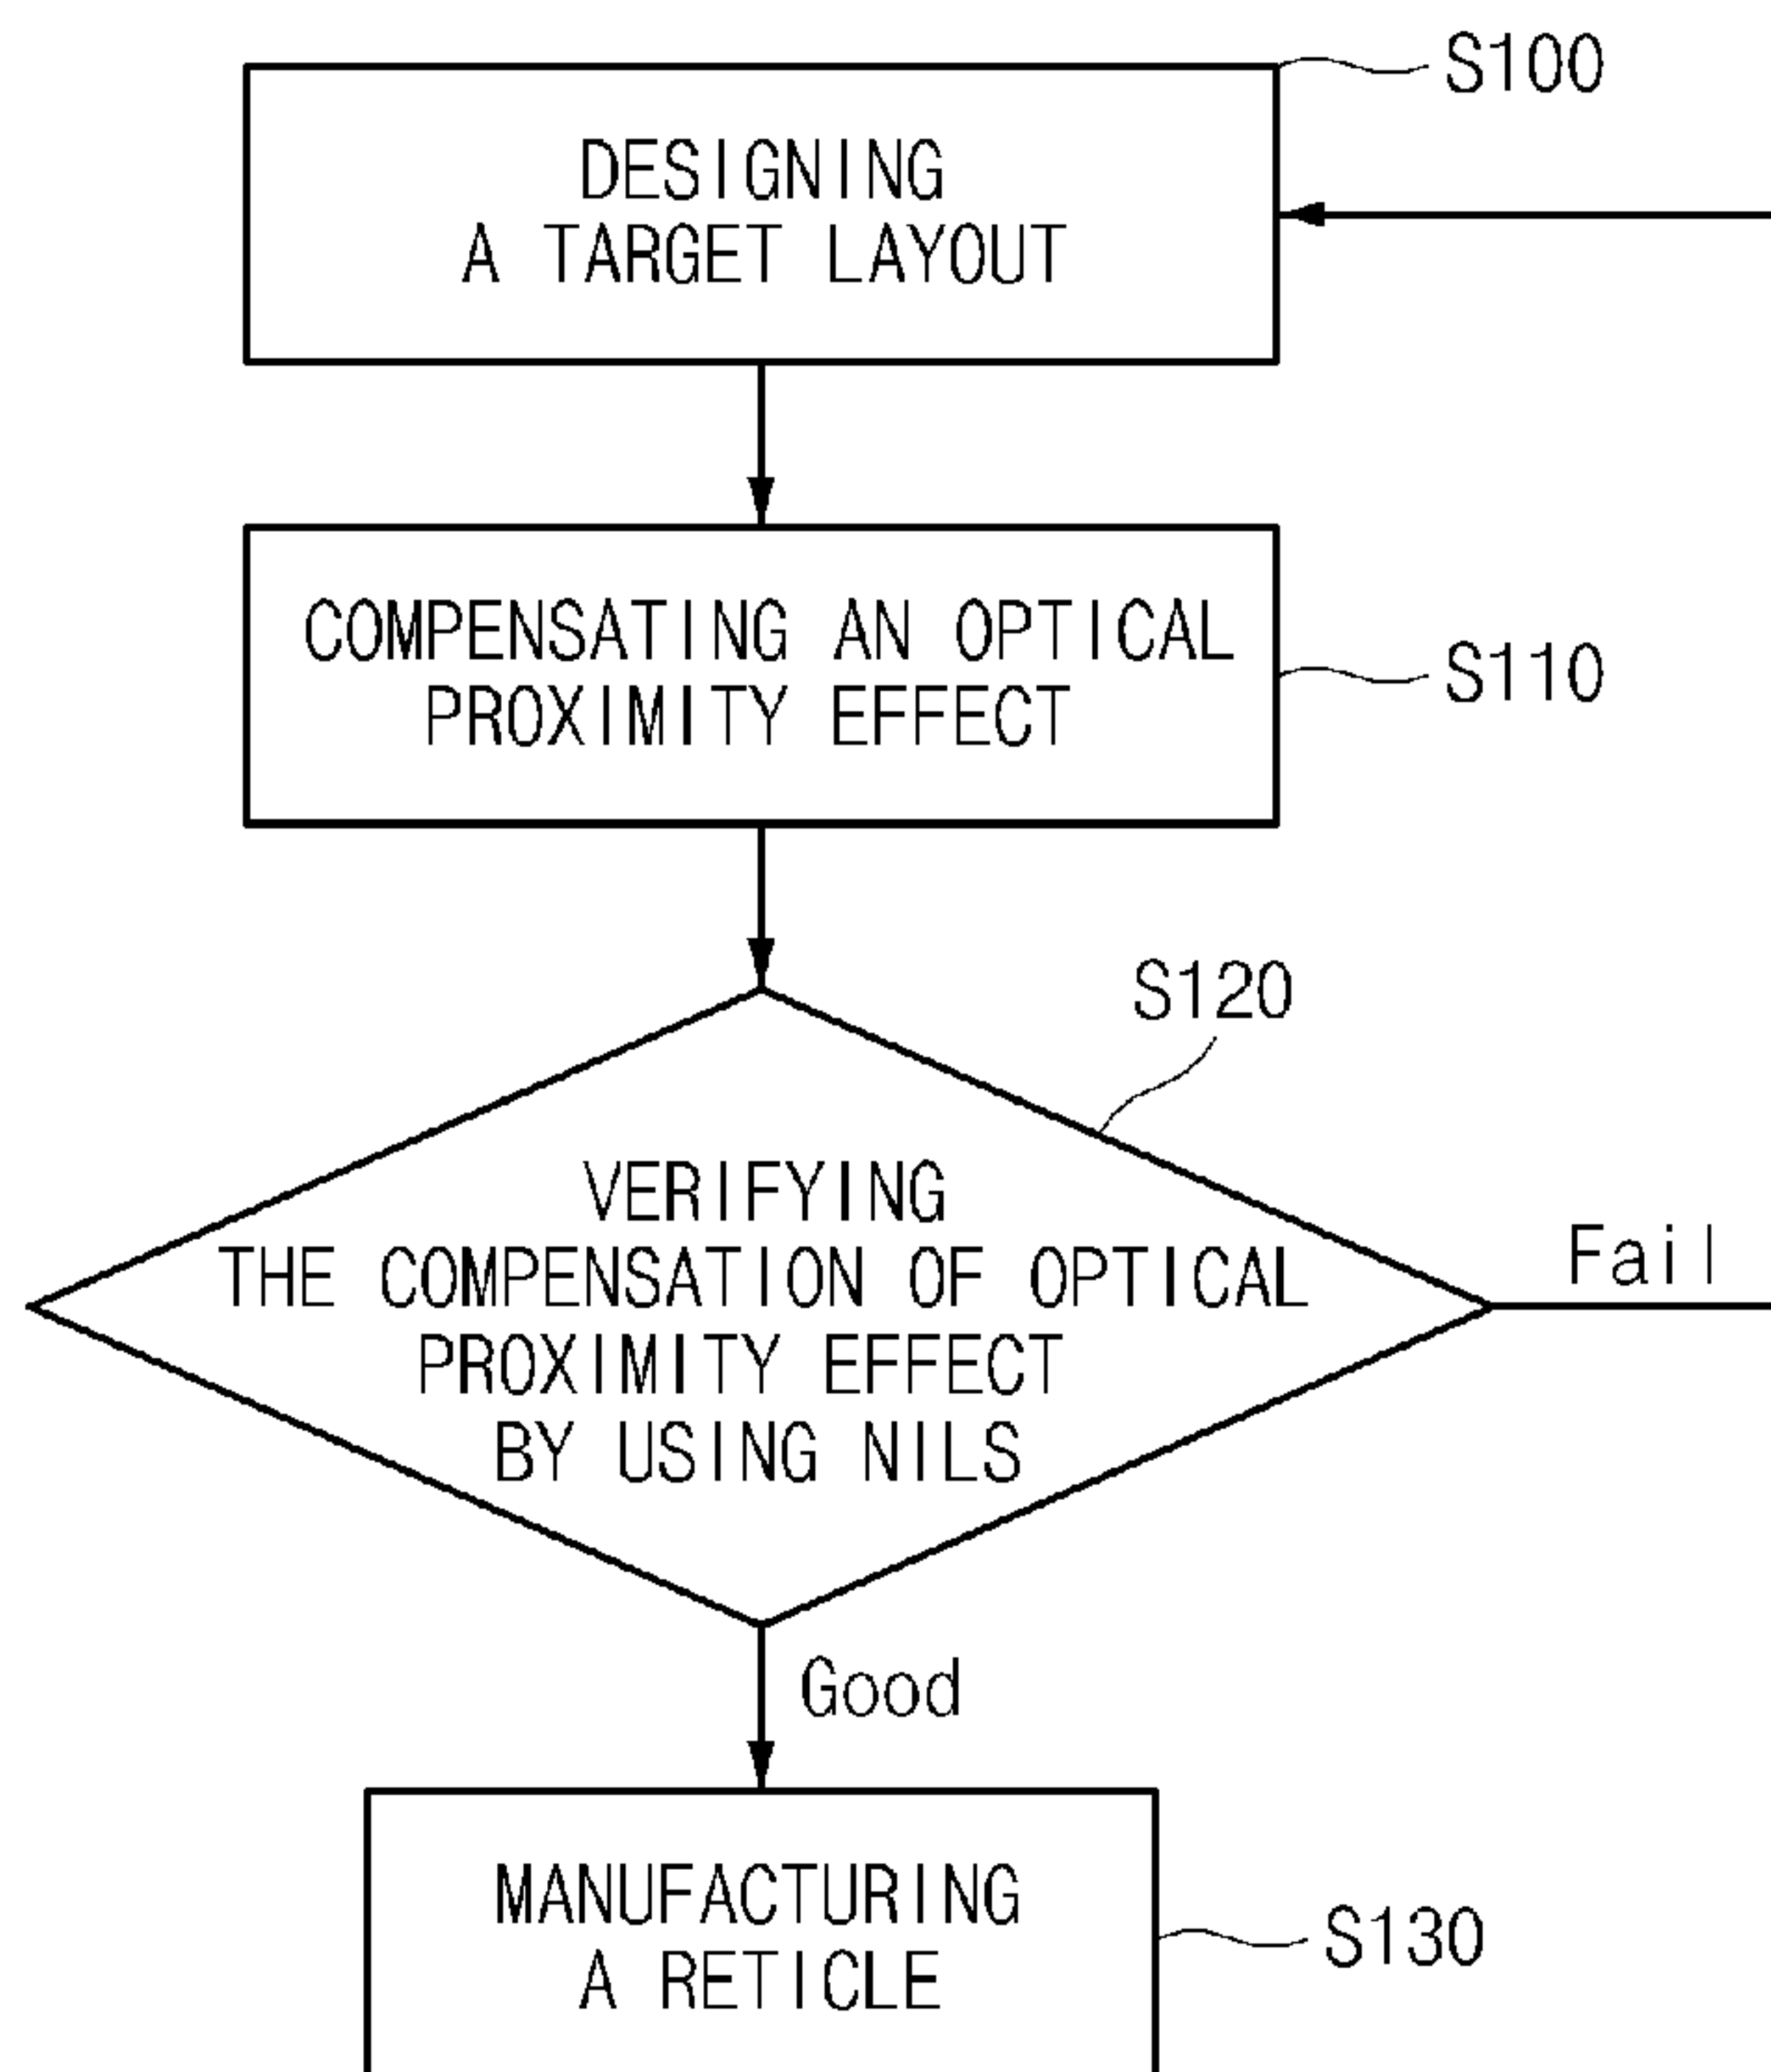 S100
DESIGNING
A TARGET LAYOUT
COMPENSATING AN OPTICAL
PROXIMITY EFFECT
S110
S120
VERIFYING
THE COMPENSATION OF OPTICAL
PROXIMITY EFFECT
BY USING NILS
Fail
Good
MANUFACTURING
A RETICLE
S130